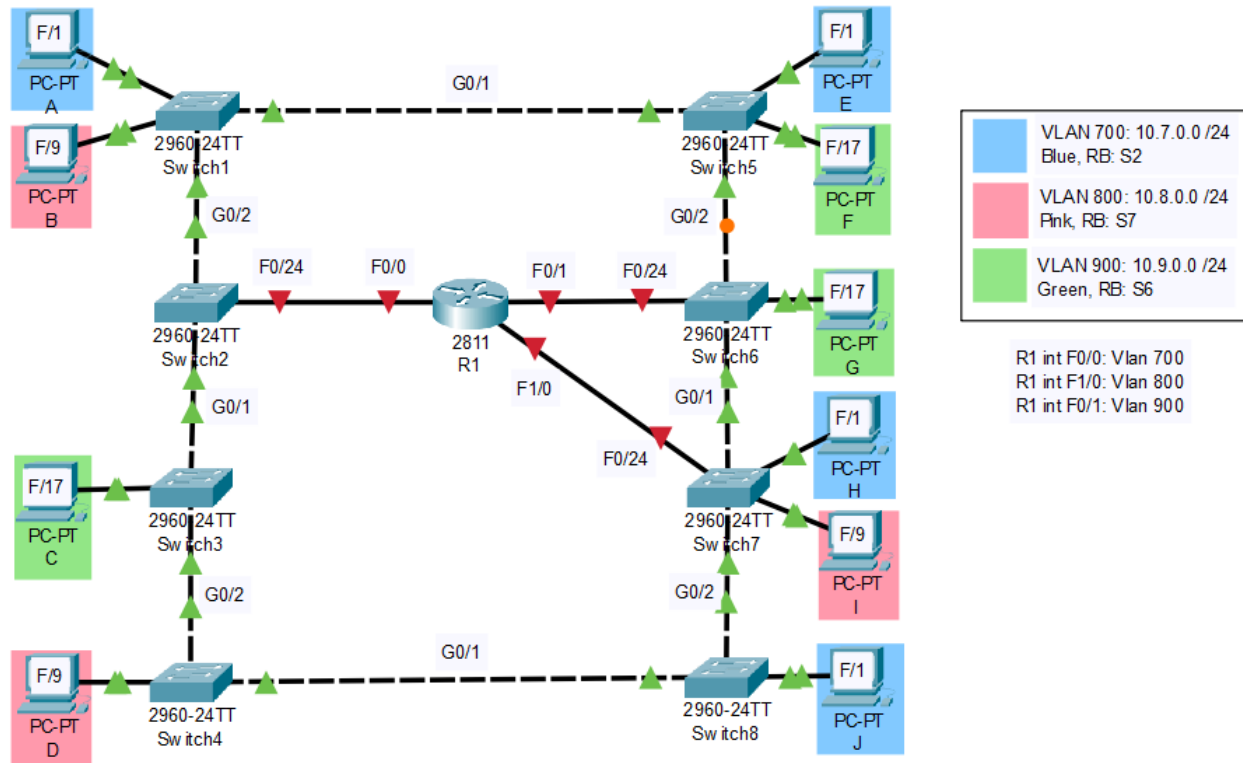 F/1
PC-PT
A
F/9
PC-PT
B
2960-24TT
Switch1
G0/1
F/1
PC-PT
E
2960-24TT
Switch5
F/17
PC-PT
F
G0/2
G0/2
F0/24
F0/0
F0/1
F0/24
2960-24TT
Switch2
2811
R1
2960-24TT
Switch6
F/17
PC-PT
G
F1/0
G0/1
G0/1
F0/24
F/1
PC-PT
H
F/17
PC-PT
C
2960-24TT
Switch3
2960-24TT
Switch7
F/9
PC-PT
I
G0/2
G0/2
F/9
PC-PT
D
2960-24TT
Switch4
G0/1
2960-24TT
Switch8
F/1
PC-PT
J
VLAN 700: 10.7.0.0 /24
Blue, RB: S2
VLAN 800: 10.8.0.0 /24
Pink, RB: S7
VLAN 900: 10.9.0.0 /24
Green, RB: S6
R1 int F0/0: Vlan 700
R1 int F1/0: Vlan 800
R1 int F0/1: Vlan 900